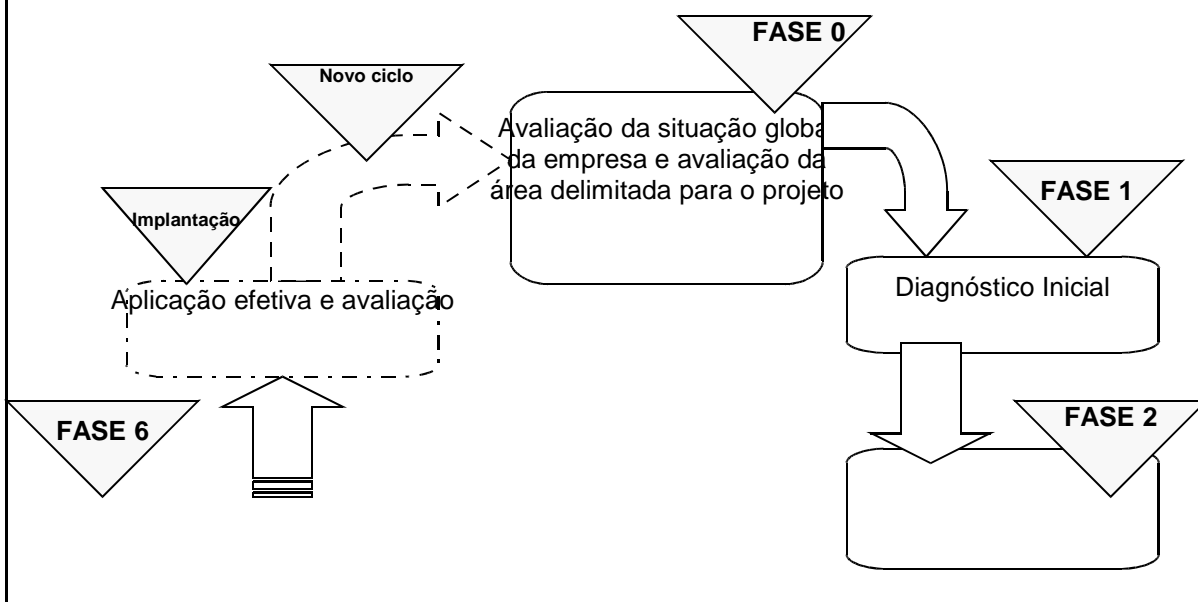 FASE 0
Novo ciclo
Avaliação da situação globa
da empresa e avaliação da
área delimitada para o projeto
FASE 1
Implantação
Diagnóstico Inicial
Aplicação efetiva e avaliação
FASE 6
FASE 2